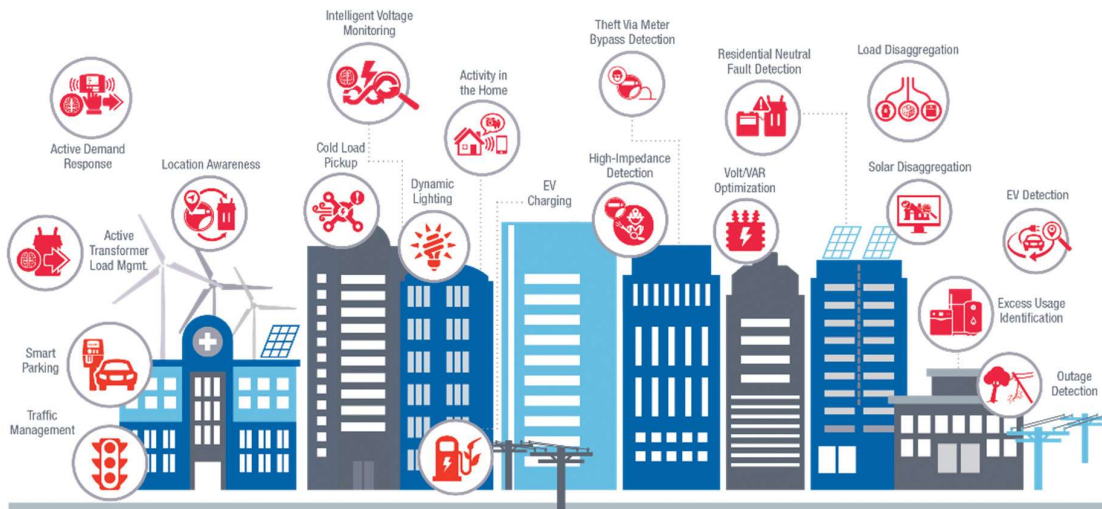 Intelligent Voltage
Monitoring
Theft Via Meter
Bypass Detection
Residential Neutral
Fault Detection
Load Disaggregation
Activity in
the Home
Active Demand
Response
Location Awareness
Cold Load
Pickup
Dynamic
Lighting
EV
Charging
High-Impedance
Detection
Volt/VAR
Optimization
Solar Disaggregation
EV Detection
Active
Transformer
Load Mgmt.
Excess Usage
Identification
Smart
Parking
Outage
Detection
Traffic
Management